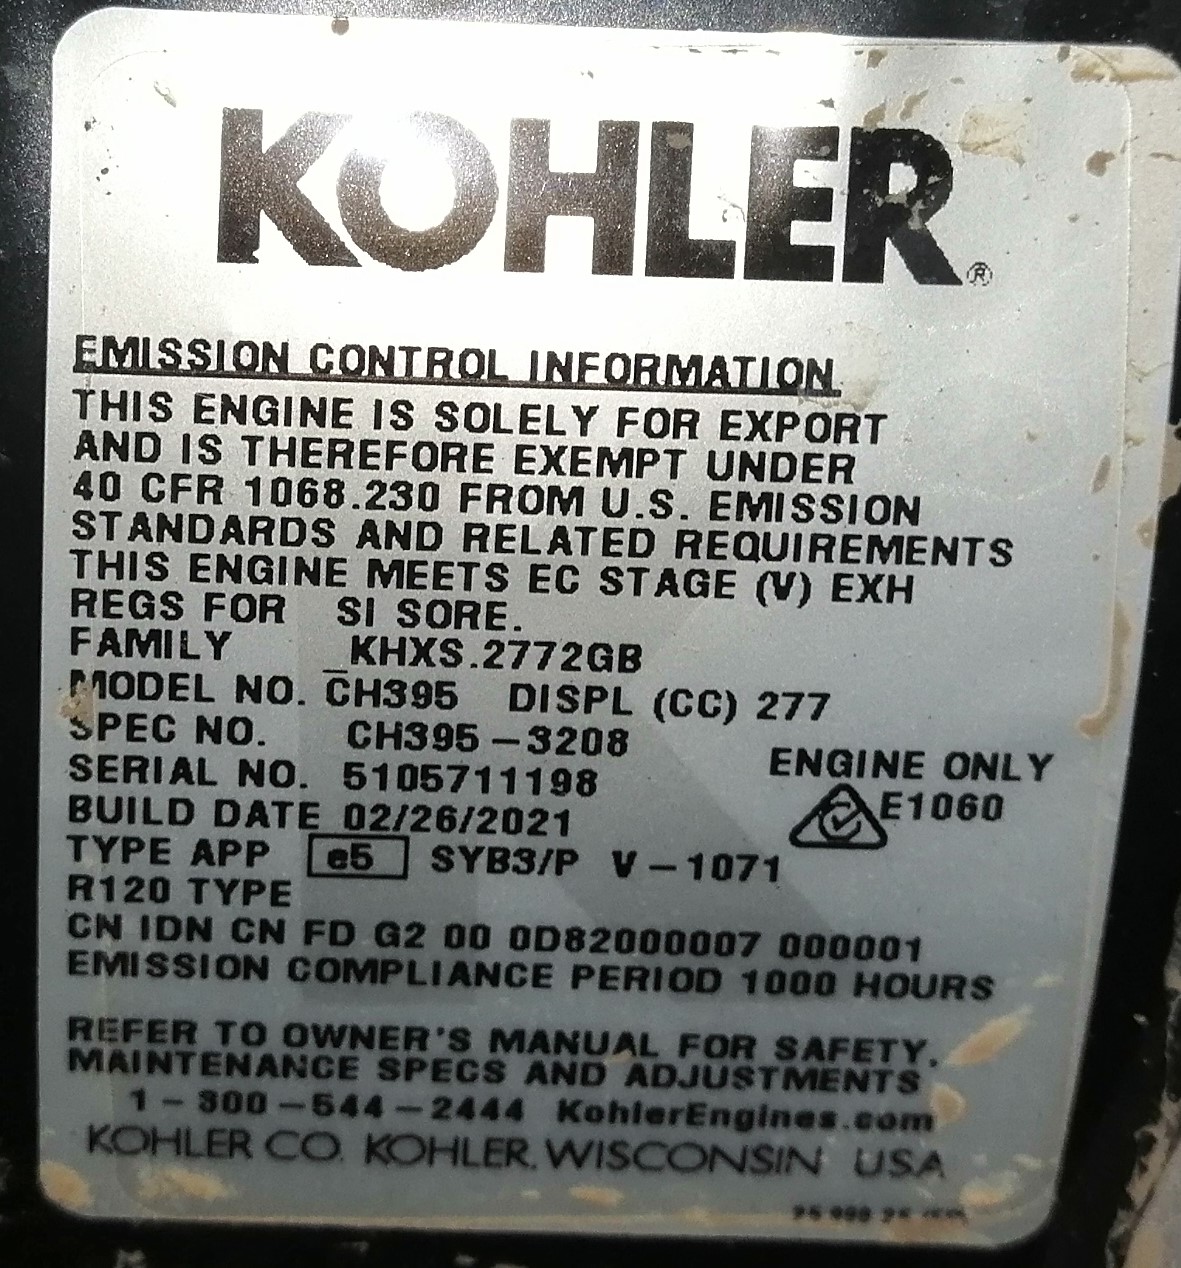 KOHLER®
EMISSION CONTROL INFORMATION
THIS ENGINE IS SOLELY FOR EXPORT
AND IS THEREFORE EXEMPT UNDER
40 CFR 1068.230 FROM U.S. EMISSION
STANDARDS AND RELATED REQUIREMENTS
THIS ENGINE MEETS EC STAGE (V) EXH
REGS FOR SI SORE.
FAMILY _KHXS.2772GB
MODEL NO. CH395 DISPL (CC) 277
SPEC NO. CH395-3208
SERIAL NO. 5105711198
ENGINE ONLY
E1060
BUILD DATE 02/26/2021
TYPE APP e5 SYB3/P V-1071
R120 TYPE
CN IDN CN FD G2 00 0D82000007 000001
EMISSION COMPLIANCE PERIOD 1000 HOURS
REFER TO OWNER'S MANUAL FOR SAFETY,
MAINTENANCE SPECS AND ADJUSTMENTS
1-800-544-2444 KohlerEngines.com
KOHLER CO. KOHLER, WISCONSIN USA